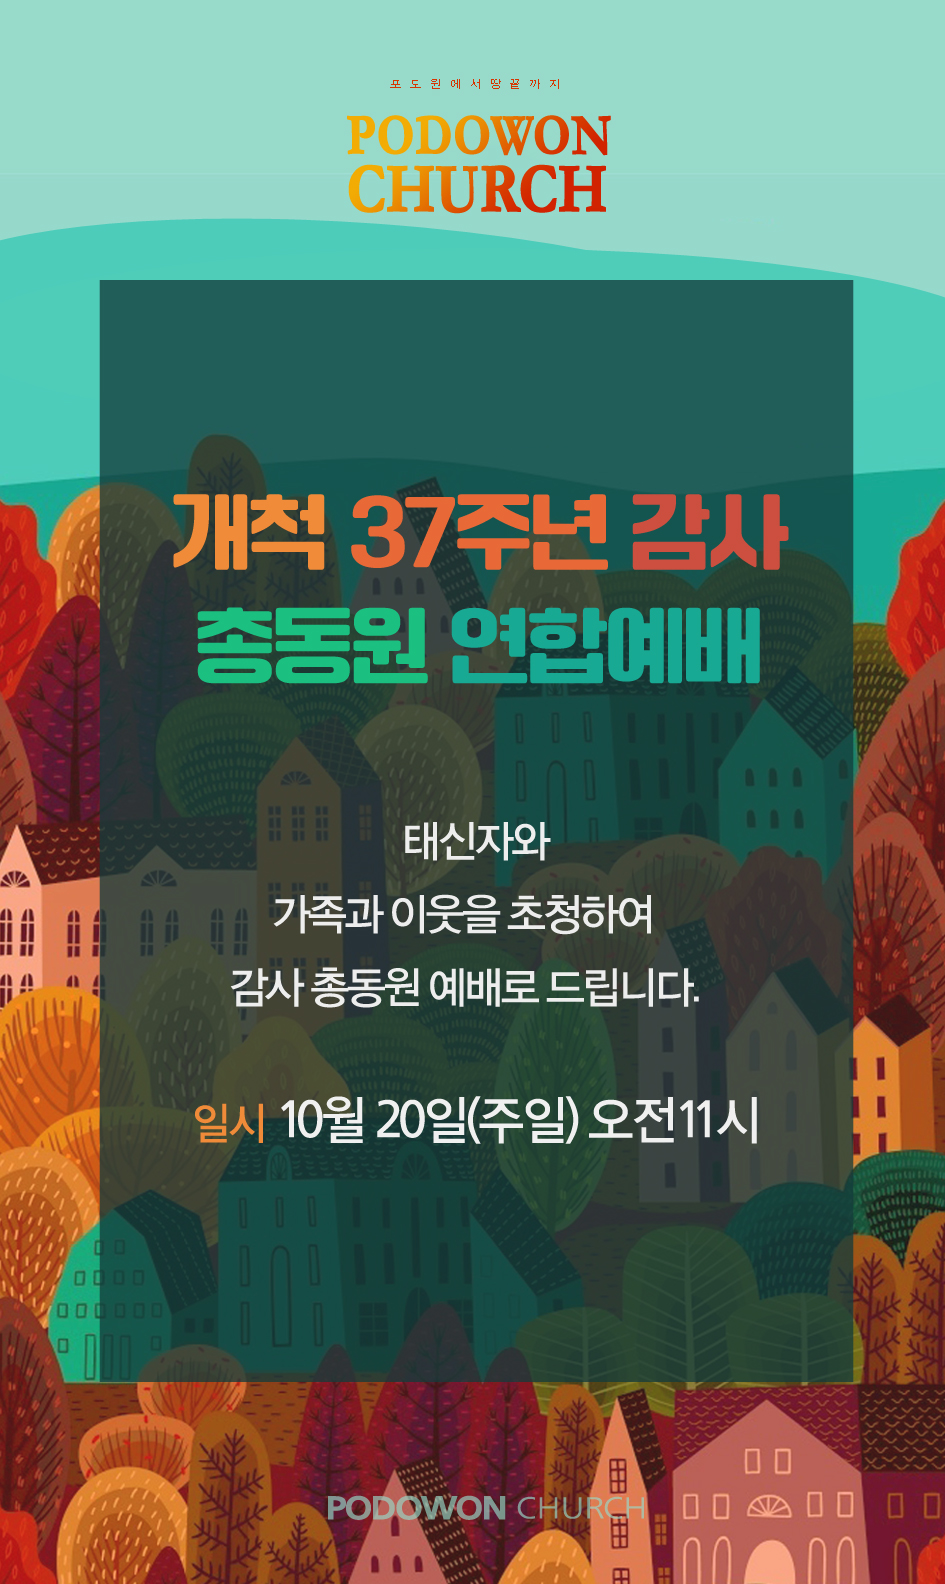 포도원에서땅끝까지
PODOWON
CHURCH
개척 37주년 감사
총동원 연합예배
태신자와
가족과 이웃을 초청하여
감사 총동원 예배로 드립니다.
일시 10월 20일(주일) 오전11시
PODOWON CHURCH